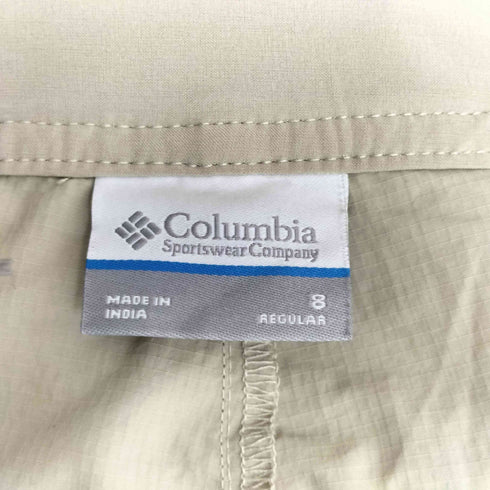 Columbia
Sportswear Company
MADE IN
INDIA
8
REGULAR